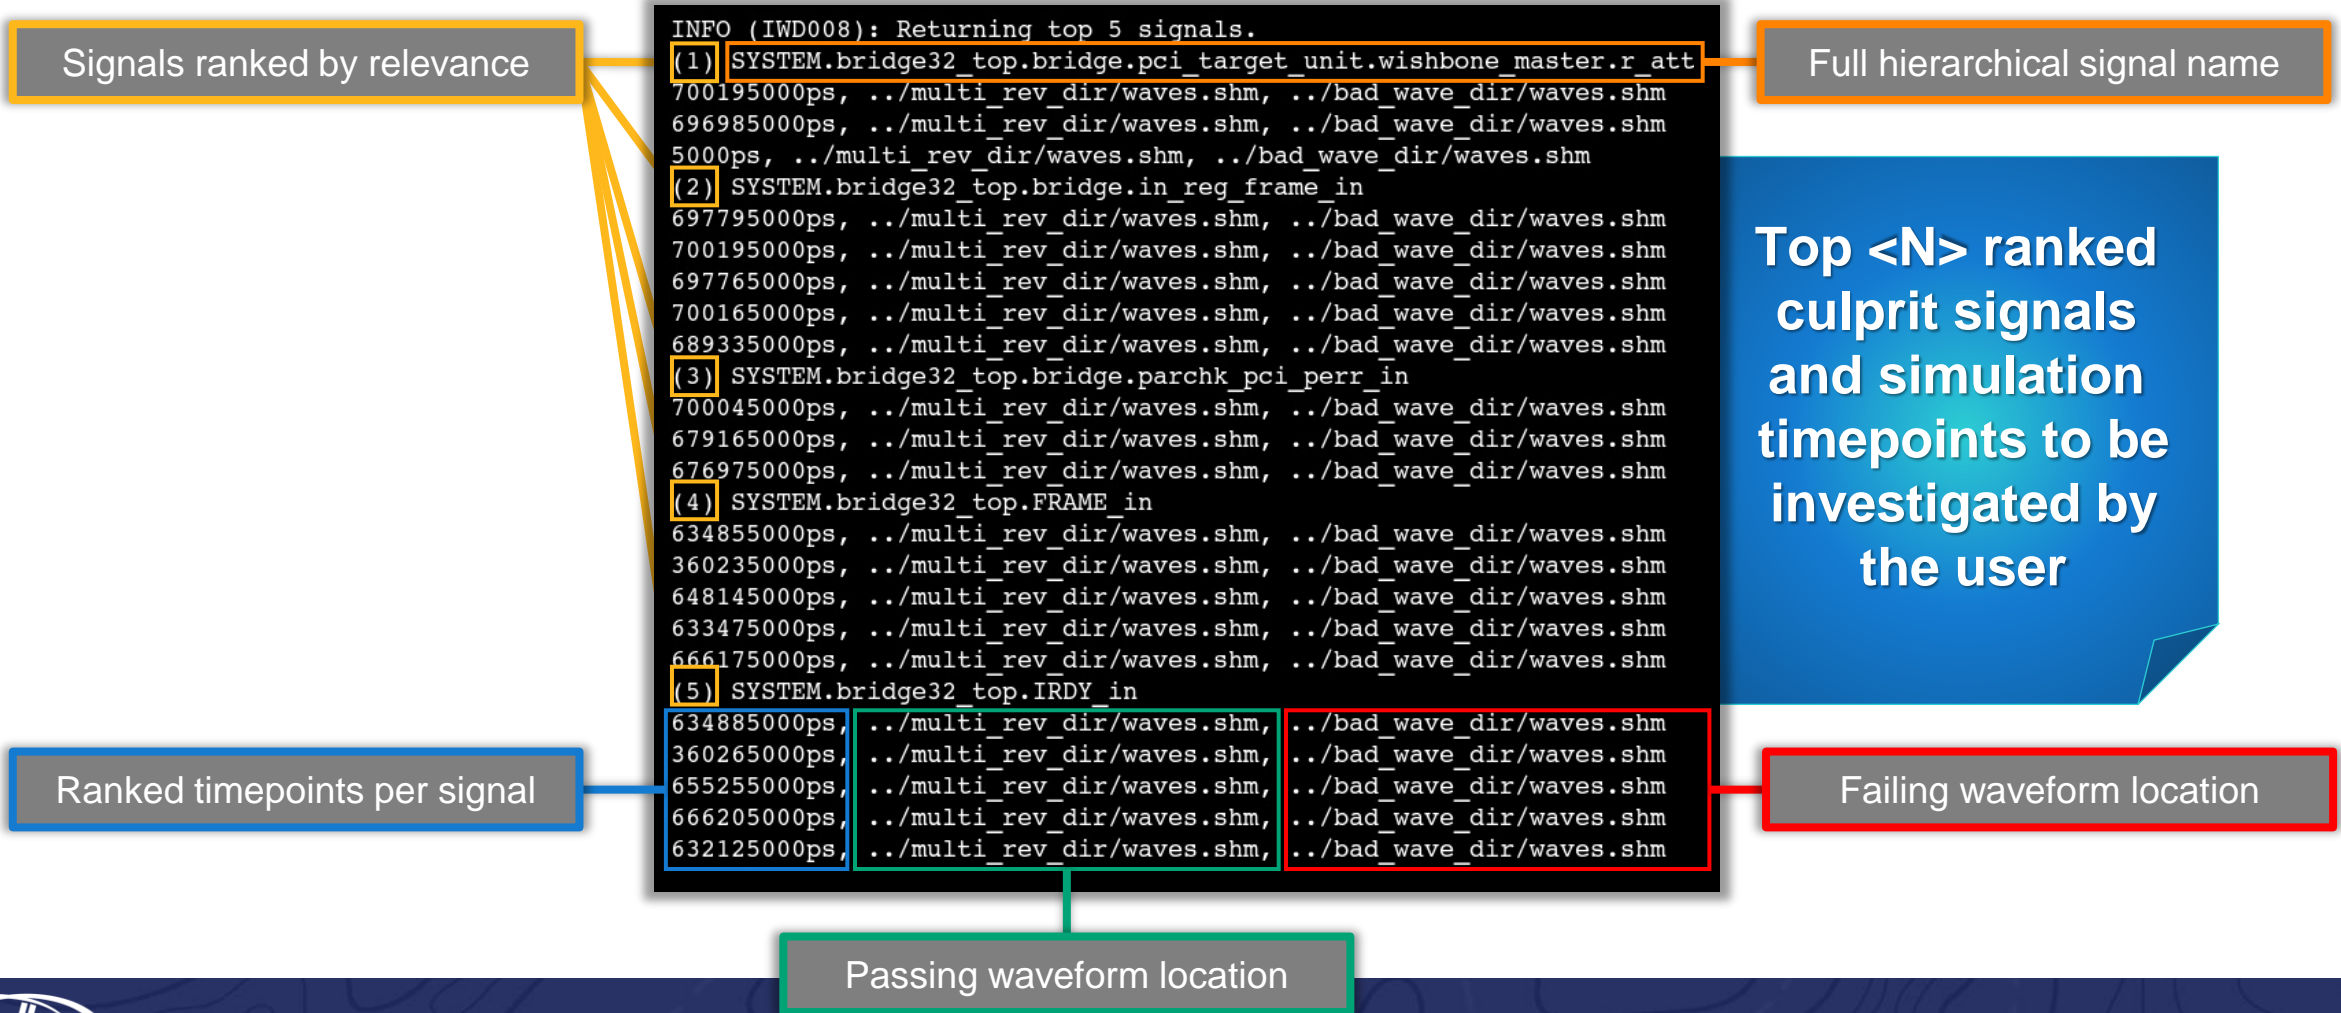 Signals ranked by relevance
INFO (IWD008): Returning top 5 signals.
(1) SYSTEM.bridge32_top.bridge.pci_target_unit.wishbone_master.r_att
700195000ps, ../multi_rev_dir/waves.shm, ../bad_wave_dir/waves.shm
696985000ps, ../multi_rev_dir/waves.shm, ../bad_wave_dir/waves.shm
5000ps, ../multi_rev_dir/waves.shm, ../bad_wave_dir/waves.shm
(2) SYSTEM.bridge32_top.bridge.in_reg_frame_in
697795000ps, ../multi_rev_dir/waves.shm, ../bad_wave_dir/waves.shm
700195000ps, ../multi_rev_dir/waves.shm, ../bad_wave_dir/waves.shm
697765000ps, ../multi_rev_dir/waves.shm, ../bad_wave_dir/waves.shm
700165000ps, ../multi_rev_dir/waves.shm, ../bad_wave_dir/waves.shm
689335000ps, ../multi_rev_dir/waves.shm, ../bad_wave_dir/waves.shm
(3) SYSTEM.bridge32_top.bridge.parchk_pci_perr_in
700045000ps, ../multi_rev_dir/waves.shm, ../bad_wave_dir/waves.shm
679165000ps, ../multi_rev_dir/waves.shm, ../bad_wave_dir/waves.shm
676975000ps, ../multi_rev_dir/waves.shm, ../bad_wave_dir/waves.shm
(4) SYSTEM.bridge32_top.FRAME_in
634855000ps, ../multi_rev_dir/waves.shm, ../bad_wave_dir/waves.shm
360235000ps, ../multi_rev_dir/waves.shm, ../bad_wave_dir/waves.shm
648145000ps, ../multi_rev_dir/waves.shm, ../bad_wave_dir/waves.shm
633475000ps, ../multi_rev_dir/waves.shm, ../bad_wave_dir/waves.shm
666175000ps, ../multi_rev_dir/waves.shm, ../bad_wave_dir/waves.shm
(5) SYSTEM.bridge32_top.IRDY_in
634885000ps, ../multi_rev_dir/waves.shm, ../bad_wave_dir/waves.shm
360265000ps, ../multi_rev_dir/waves.shm, ../bad_wave_dir/waves.shm
655255000ps, ../multi_rev_dir/waves.shm, ../bad_wave_dir/waves.shm
666205000ps, ../multi_rev_dir/waves.shm, ../bad_wave_dir/waves.shm
632125000ps, ../multi_rev_dir/waves.shm, ../bad_wave_dir/waves.shm
Full hierarchical signal name
Top <N> ranked
culprit signals
and simulation
timepoints to be
investigated by
the user
Ranked timepoints per signal
Failing waveform location
Passing waveform location